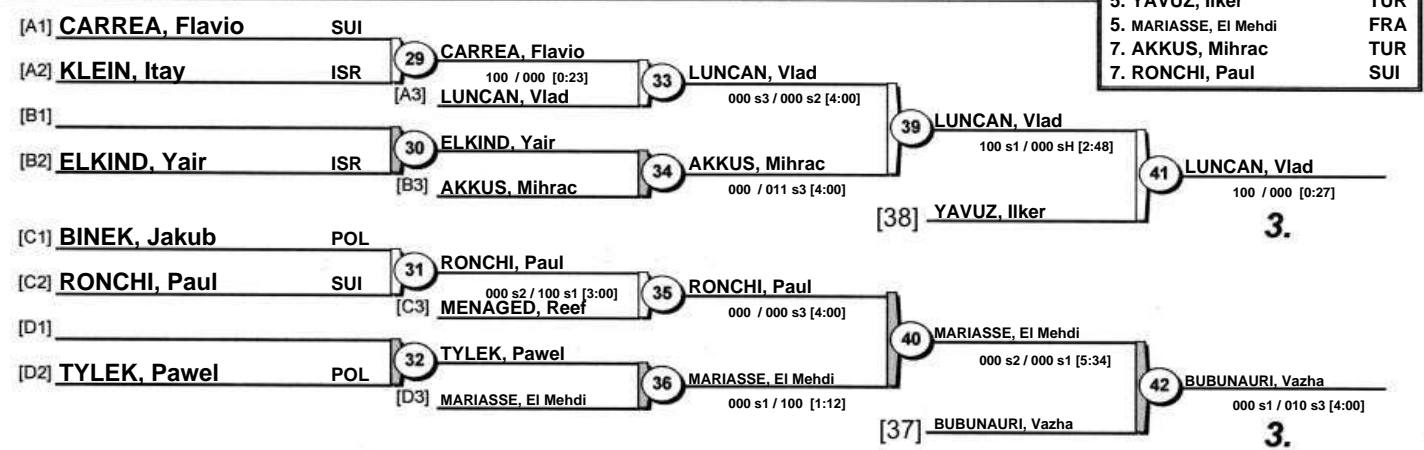 5. YAVUZ, Ilker TUR
5. MARIASSE, El Mehdi FRA
7. AKKUS, Mihrac TUR
7. RONCHI, Paul SUI
[A1] CARREA, Flavio SUI
29 CARREA, Flavio
[A2] KLEIN, Itay ISR
100 / 000 [0:23]
[A3] LUNCAN, Vlad
33 LUNCAN, Vlad
000 s3 / 000 s2 [4:00]
[B1]
30 ELKIND, Yair
[B2] ELKIND, Yair ISR
[B3] AKKUS, Mihrac
34 AKKUS, Mihrac
000 / 011 s3 [4:00]
39 LUNCAN, Vlad
100 s1 / 000 sH [2:48]
[38] YAVUZ, Ilker
41 LUNCAN, Vlad
100 / 000 [0:27]
3.
[C1] BINEK, Jakub POL
31 RONCHI, Paul
[C2] RONCHI, Paul SUI
000 s2 / 100 s1 [3:00]
[C3] MENAGED, Reef
35 RONCHI, Paul
000 / 000 s3 [4:00]
[D1]
32 TYLEK, Pawel
[D2] TYLEK, Pawel POL
[D3] MARIASSE, El Mehdi
36 MARIASSE, El Mehdi
000 s1 / 100 [1:12]
40 MARIASSE, El Mehdi
000 s2 / 000 s1 [5:34]
[37] BUBUNAURI, Vazha
42 BUBUNAURI, Vazha
000 s1 / 010 s3 [4:00]
3.